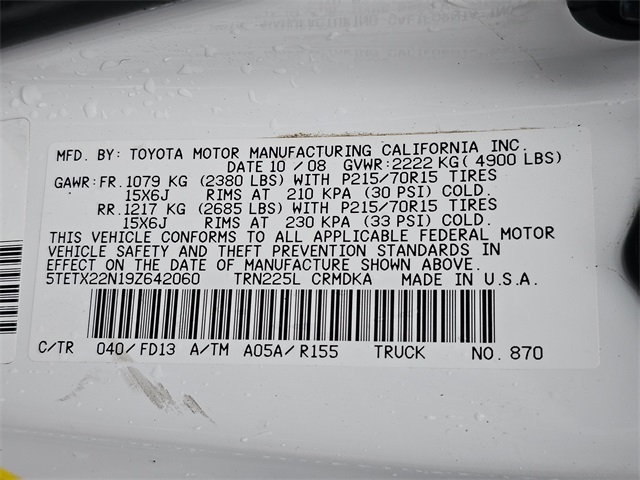 MFD. BY: TOYOTA MOTOR MANUFACTURING CALIFORNIA INC.
DATE 10 / 08 GVWR: 2222 KG( 4900 LBS)
GAWR: FR. 1079 KG (2380 LBS) WITH P215/70R15 TIRES
15X6J RIMS AT 210 KPA (30 PSI) COLD.
RR. 1217 KG (2685 LBS) WITH P215/70R15 TIRES
15X6J RIMS AT 230 KPA (33 PSI) COLD.
THIS VEHICLE CONFORMS TO ALL APPLICABLE FEDERAL MOTOR
VEHICLE SAFETY AND THEFT PREVENTION STANDARDS IN
EFFECT ON THE DATE OF MANUFACTURE SHOWN ABOVE.
5TETX22N19Z642060 TRN225L CRMDKA MADE IN U.S.A.
C/TR 040/FD13 A/TM A05A/R155 TRUCK NO. 870